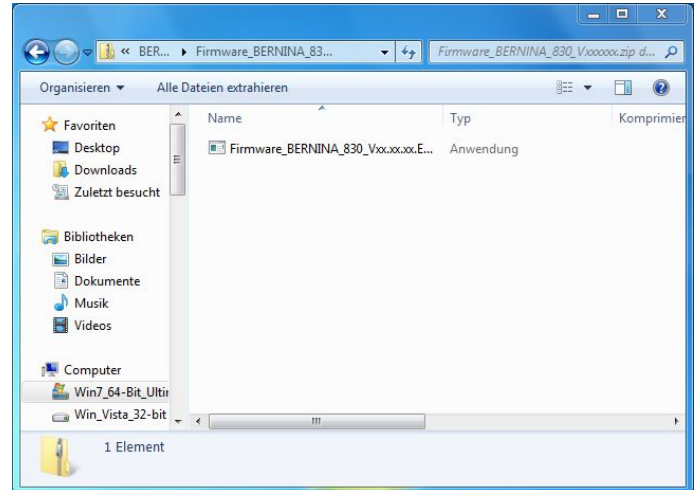 « BER... ▸ Firmware_BERNINA_83...
Firmware_BERNINA_830_Vxxxxxx.zip d...
Organisieren
Alle Dateien extrahieren
Name
Typ
Komprimier
Favoriten
Desktop
Downloads
Zuletzt besucht
Bibliotheken
Bilder
Dokumente
Musik
Videos
Computer
Win7_64-Bit_Ultir
Win_Vista_32-bit
Firmware_BERNINA_830_Vxx.xx.xx.E...
Anwendung
1 Element